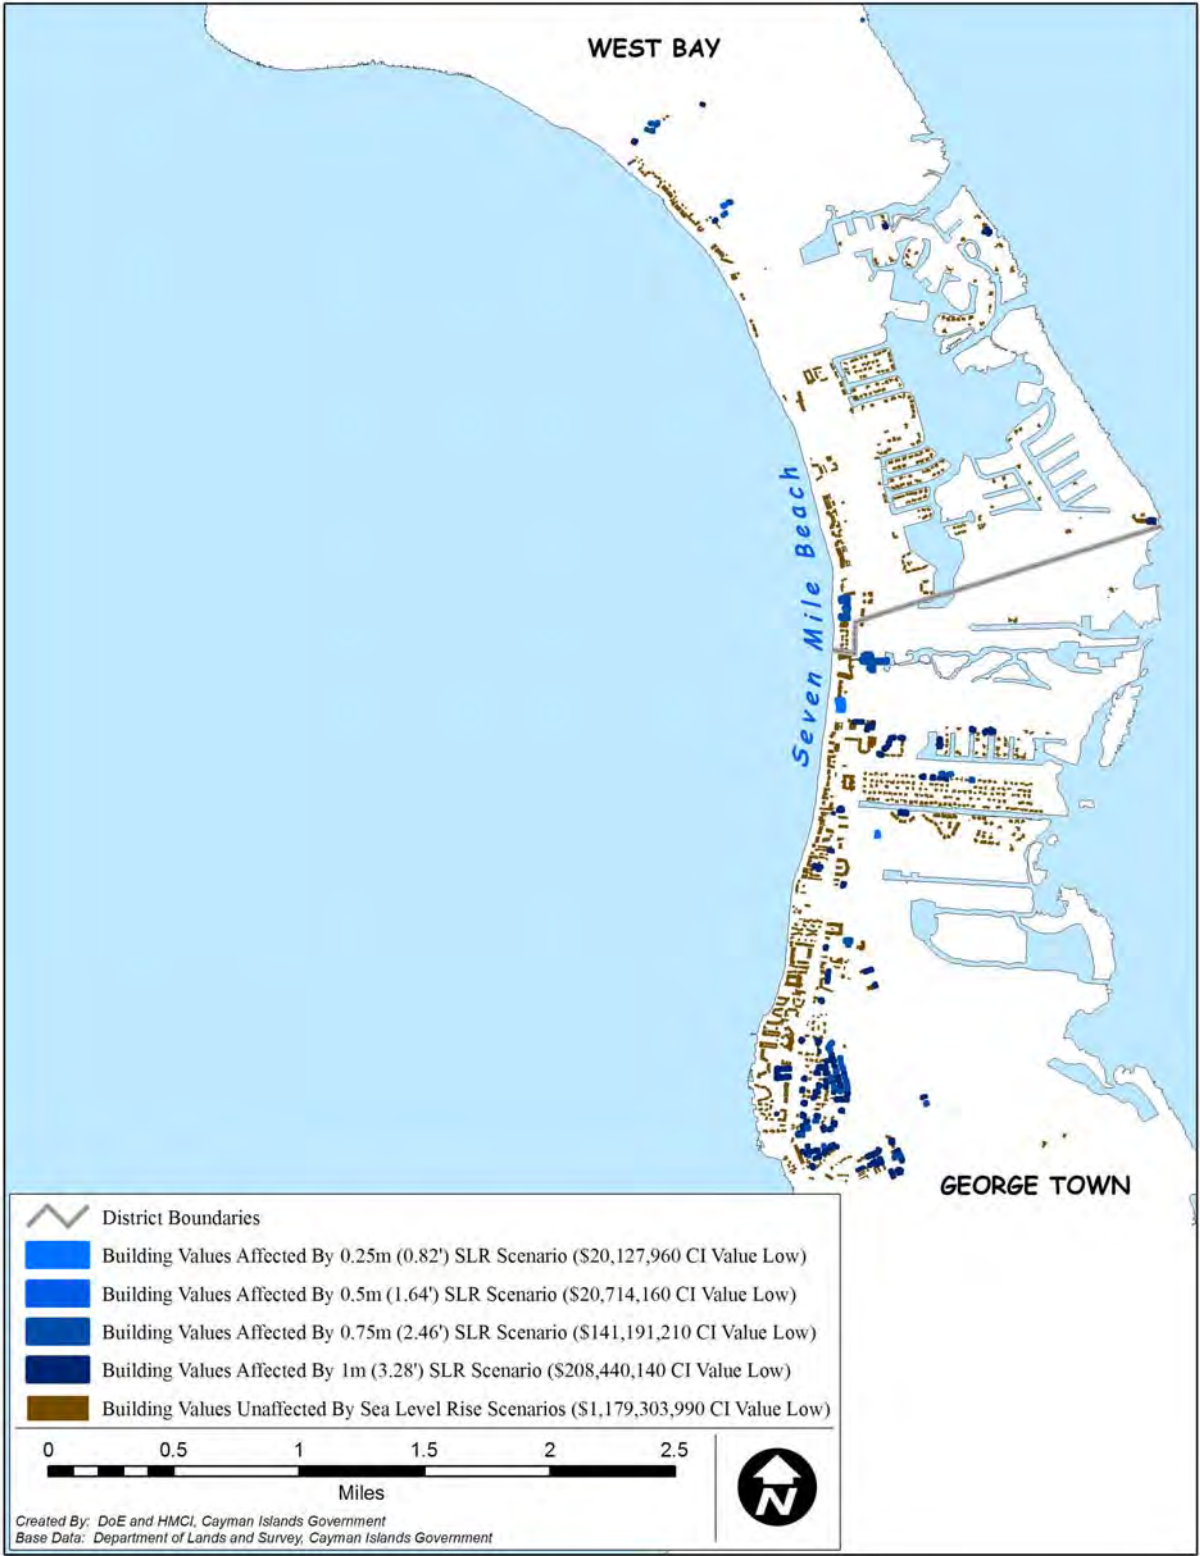 WEST BAY
Seven Mile Beach
GEORGE TOWN
District Boundaries
Building Values Affected By 0.25m (0.82') SLR Scenario ($20,127,960 CI Value Low)
Building Values Affected By 0.5m (1.64') SLR Scenario ($20,714,160 CI Value Low)
Building Values Affected By 0.75m (2.46') SLR Scenario ($141,191,210 CI Value Low)
Building Values Affected By 1m (3.28') SLR Scenario ($208,440,140 CI Value Low)
Building Values Unaffected By Sea Level Rise Scenarios ($1,179,303,990 CI Value Low)
0 0.5 1 1.5 2 2.5
Miles
N
Created By: DoE and HMCI, Cayman Islands Government
Base Data: Department of Lands and Survey, Cayman Islands Government